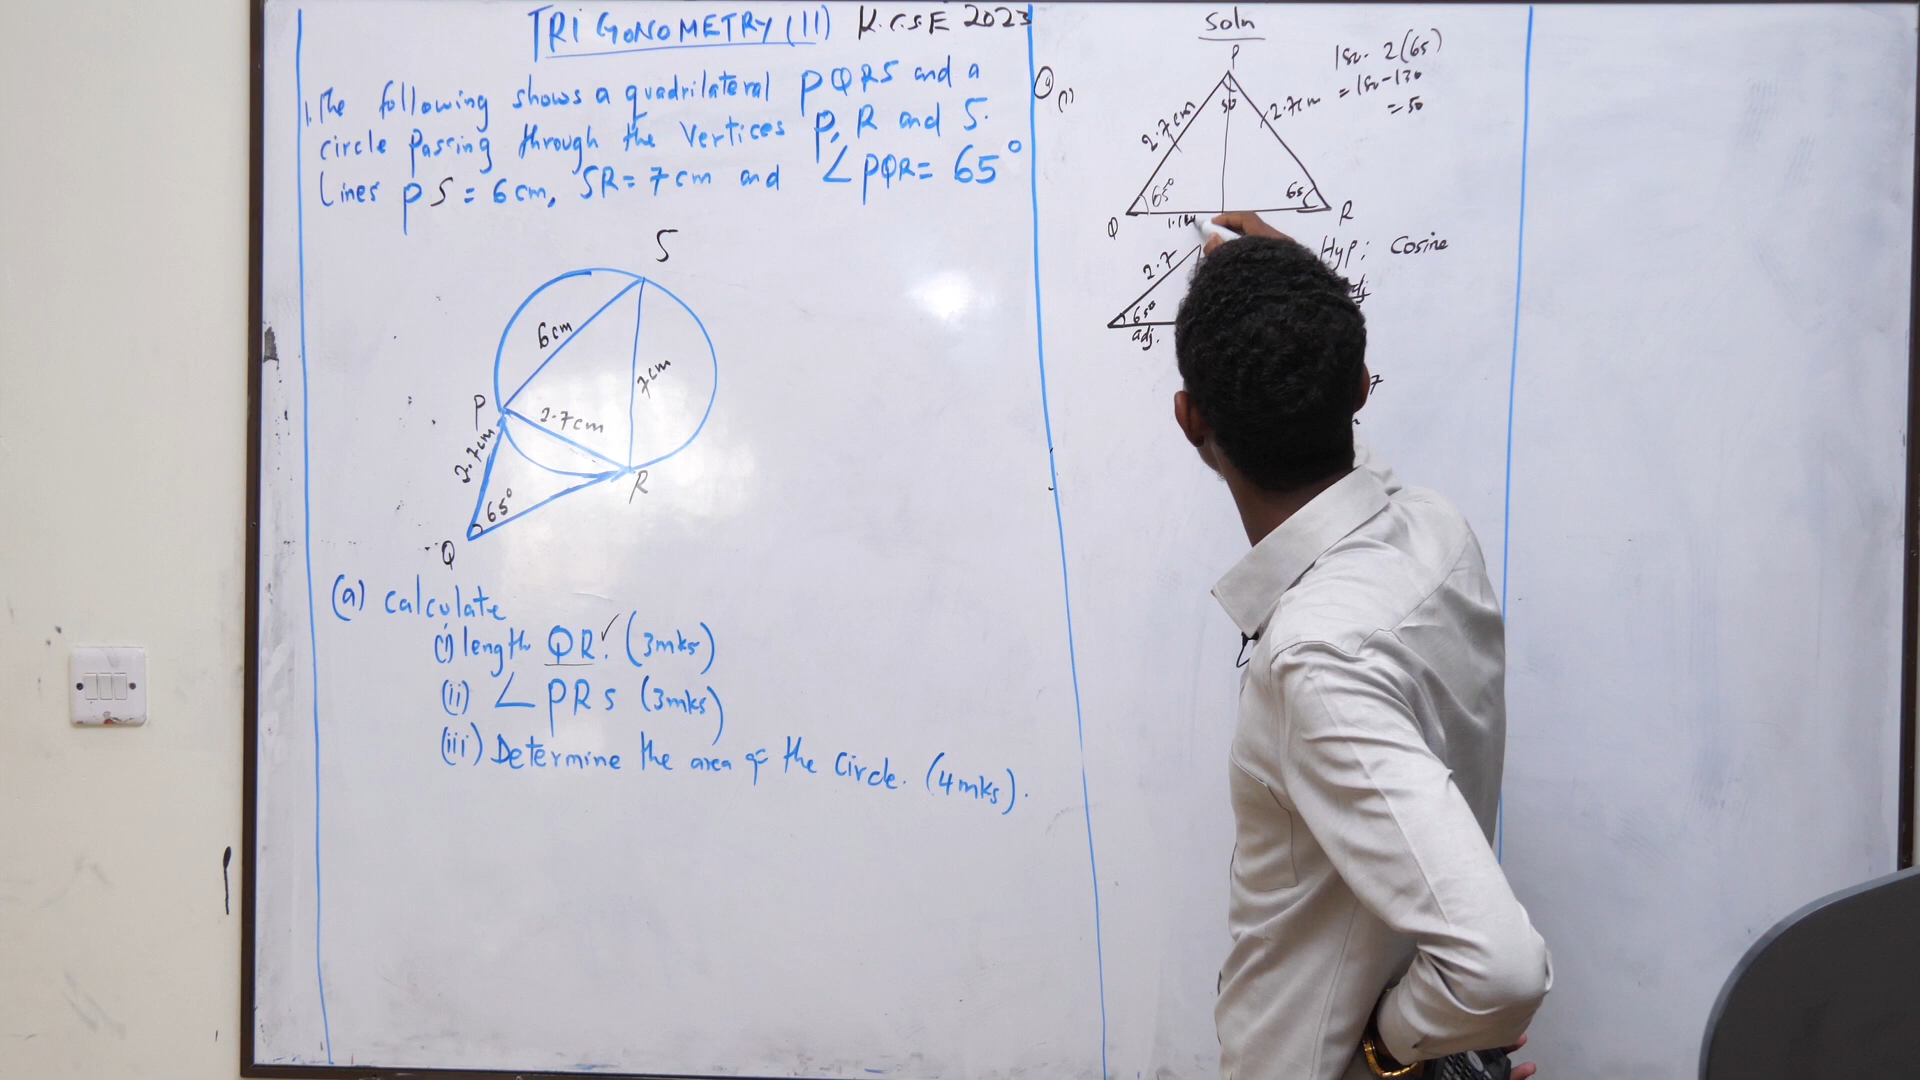 TRIGONOMETRY (II) K.C.S.E 2023
1. The following shows a quadrilateral PQRS and a
circle Passing through the vertices P, R and S.
Lines PS = 6cm, SR = 7cm and ∠PQR = 65°
S
6cm
7cm
P
2.7cm
2.7cm
R
65°
Q
(a) Calculate
(i) length QR. ✓ (3mks)
(ii) ∠PRS (3mks)
(iii) Determine the area of the circle. (4mks).
Soln
(i)
P
180 - 2(65)
= 180 - 130
= 50
50
2.7cm
2.7cm
65°
65
Q
R
Hyp: Cosine
2.7
65°
adj.
adj
7